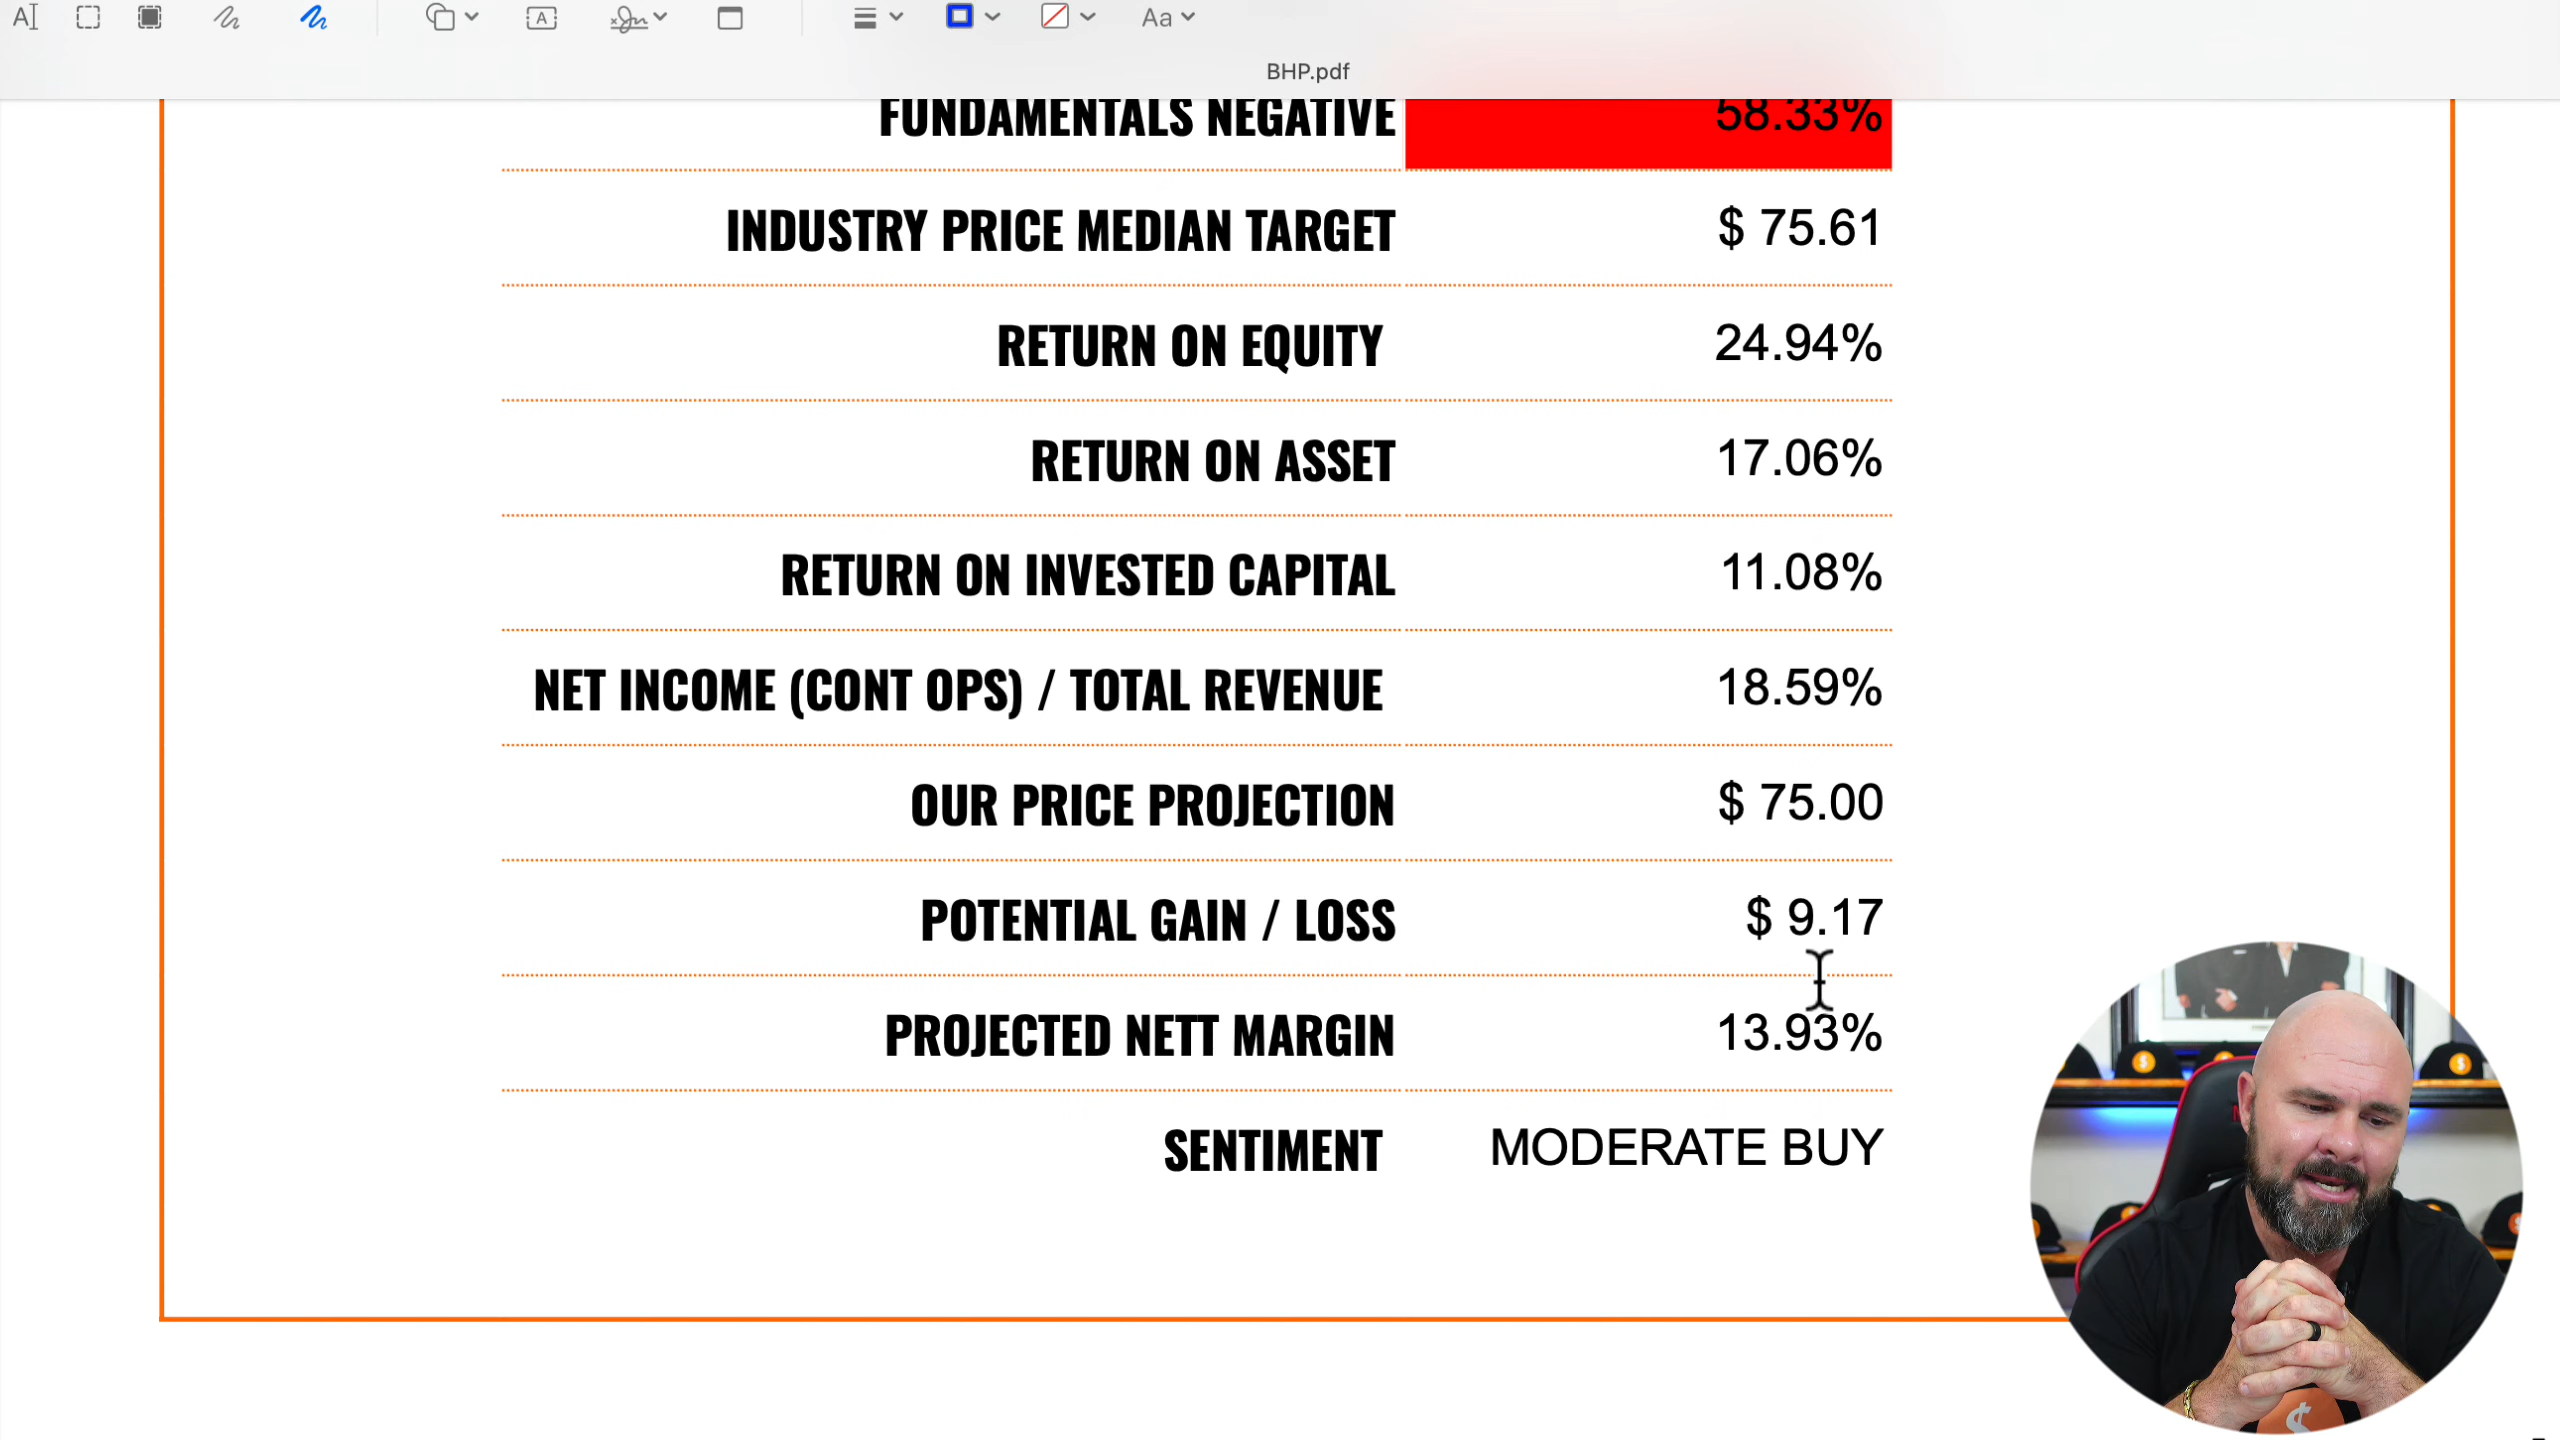 BHP.pdf
FUNDAMENTALS NEGATIVE 58.33%
INDUSTRY PRICE MEDIAN TARGET $ 75.61
RETURN ON EQUITY 24.94%
RETURN ON ASSET 17.06%
RETURN ON INVESTED CAPITAL 11.08%
NET INCOME (CONT OPS) / TOTAL REVENUE 18.59%
OUR PRICE PROJECTION $ 75.00
POTENTIAL GAIN / LOSS $ 9.17
PROJECTED NETT MARGIN 13.93%
SENTIMENT MODERATE BUY